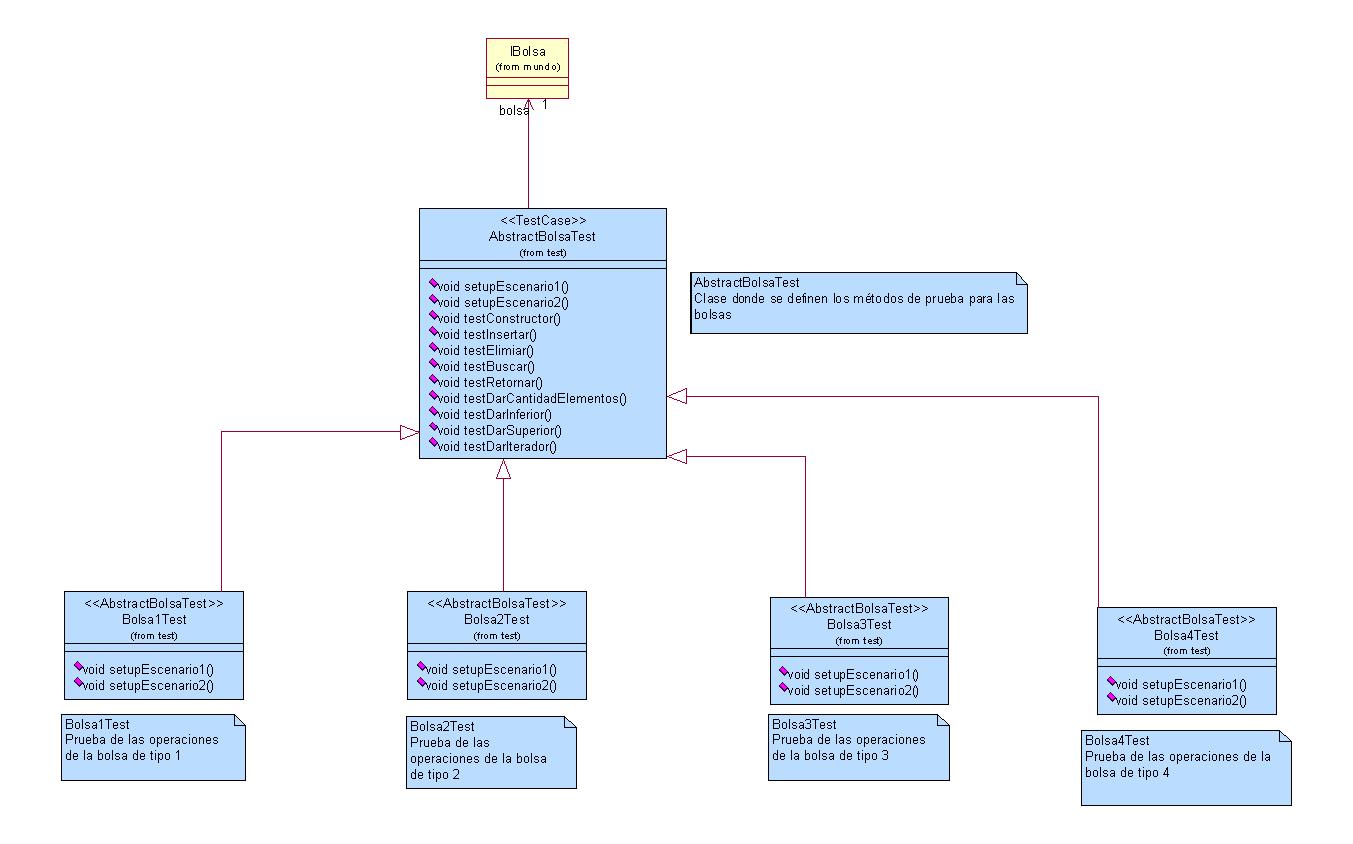 IBolsa
(from mundo)
bolsa 1
<<TestCase>>
AbstractBolsaTest
(from test)
void setupEscenario1()
void setupEscenario2()
void testConstructor()
void testInsertar()
void testElimiar()
void testBuscar()
void testRetornar()
void testDarCantidadElementos()
void testDarInferior()
void testDarSuperior()
void testDarIterador()
AbstractBolsaTest
Clase donde se definen los métodos de prueba para las
bolsas
<<AbstractBolsaTest>>
Bolsa1Test
(from test)
void setupEscenario1()
void setupEscenario2()
Bolsa1Test
Prueba de las operaciones
de la bolsa de tipo 1
<<AbstractBolsaTest>>
Bolsa2Test
(from test)
void setupEscenario1()
void setupEscenario2()
Bolsa2Test
Prueba de las
operaciones de la bolsa
de tipo 2
<<AbstractBolsaTest>>
Bolsa3Test
(from test)
void setupEscenario1()
void setupEscenario2()
Bolsa3Test
Prueba de las operaciones
de la bolsa de tipo 3
<<AbstractBolsaTest>>
Bolsa4Test
(from test)
void setupEscenario1()
void setupEscenario2()
Bolsa4Test
Prueba de las operaciones de la
bolsa de tipo 4